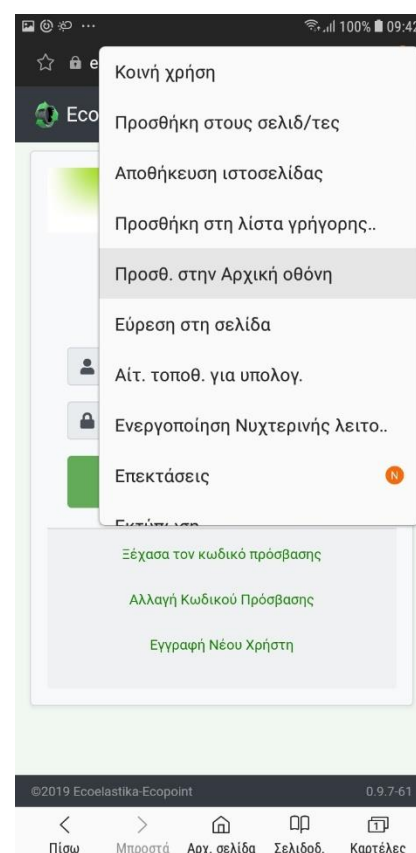 100% 09:42
e
Κοινή χρήση
Eco
Προσθήκη στους σελιδ/τες
Αποθήκευση ιστοσελίδας
Προσθήκη στη λίστα γρήγορης..
Προσθ. στην Αρχική οθόνη
Εύρεση στη σελίδα
Αίτ. τοποθ. για υπολογ.
Ενεργοποίηση Νυχτερινής λειτο..
Επεκτάσεις N
Εκτύπωση
Ξέχασα τον κωδικό πρόσβασης
Αλλαγή Κωδικού Πρόσβασης
Εγγραφή Νέου Χρήστη
©2019 Ecoelastika-Ecopoint 0.9.7-61
Πίσω Μπροστά Αρχ. σελίδα Σελιδοδ. 1 Καρτέλες